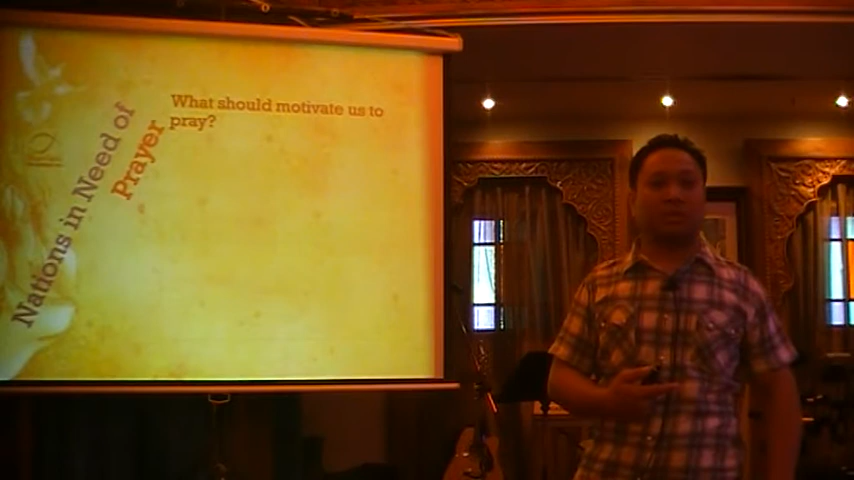 Nations in Need of
Prayer
What should motivate us to
pray?